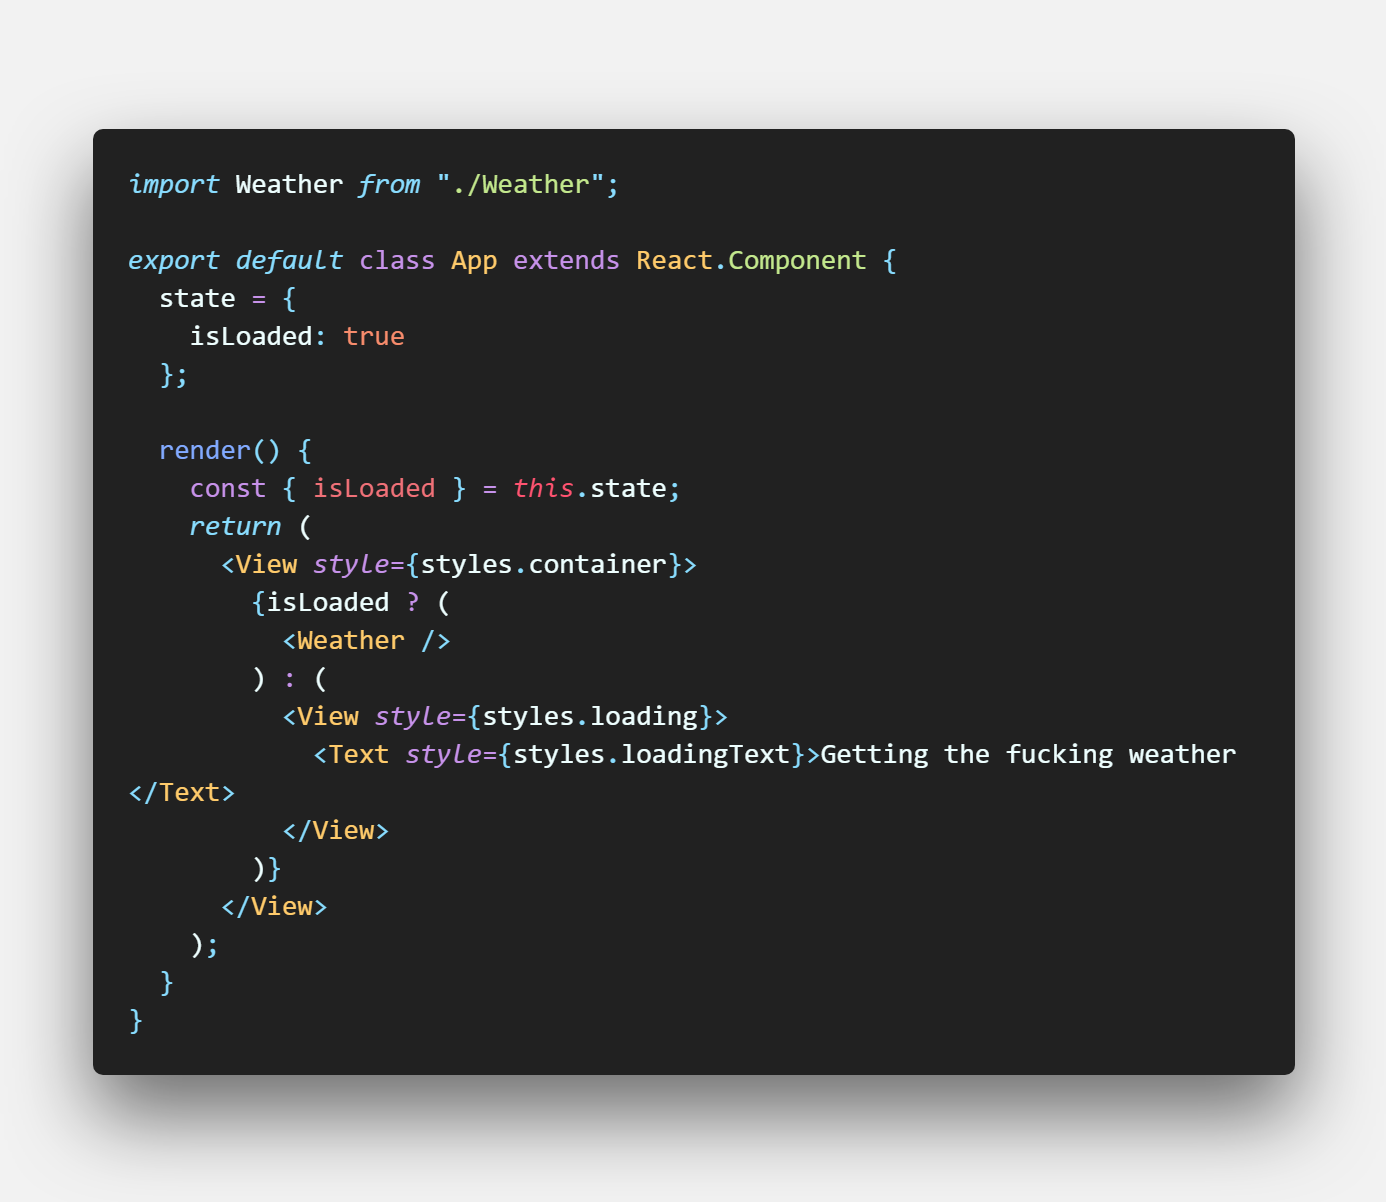 import Weather from "./Weather";

export default class App extends React.Component {
  state = {
    isLoaded: true
  };

  render() {
    const { isLoaded } = this.state;
    return (
      <View style={styles.container}>
        {isLoaded ? (
          <Weather />
        ) : (
          <View style={styles.loading}>
            <Text style={styles.loadingText}>Getting the fucking weather
</Text>
          </View>
        )}
      </View>
    );
  }
}